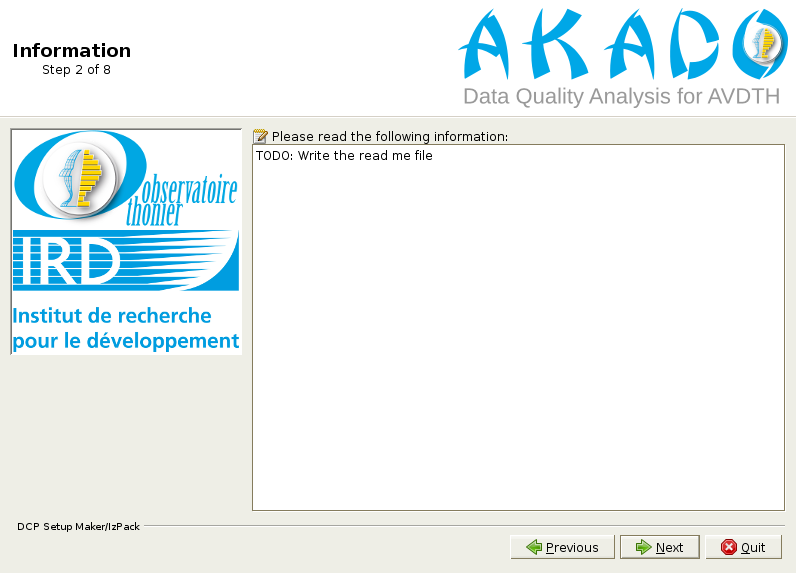 Information
Step 2 of 8
AKADO
Data Quality Analysis for AVDTH
observatoire
thonier
IRD
Institut de recherche
pour le développement
Please read the following information:
TODO: Write the read me file
DCP Setup Maker/IzPack
Previous
Next
Quit